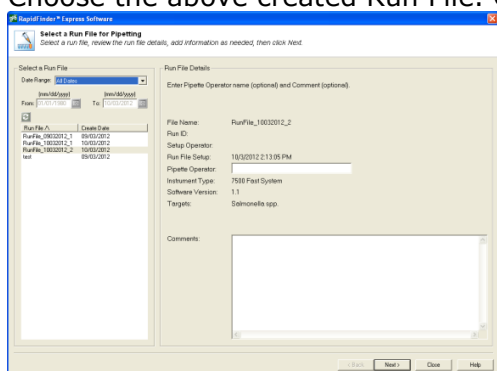 Choose the above created Run File.
RapidFinder™ Express Software
Select a Run File for Pipetting
Select a run file, review the run file details, add information as needed, then click Next.
Select a Run File
Date Range: All Dates
(mm/dd/yyyy) (mm/dd/yyyy)
From: 01/01/1980 To: 10/03/2012
Run File /\ Create Date
RunFile_09032012_1 09/03/2012
RunFile_10032012_1 10/03/2012
RunFile_10032012_2 10/03/2012
test 09/03/2012
Run File Details
Enter Pipette Operator name (optional) and Comment (optional).
File Name: RunFile_10032012_2
Run ID:
Setup Operator:
Run File Setup: 10/3/2012 2:13:05 PM
Pipette Operator:
Instrument Type: 7500 Fast System
Software Version: 1.1
Targets: Salmonella spp.
Comments:
< Back Next > Close Help